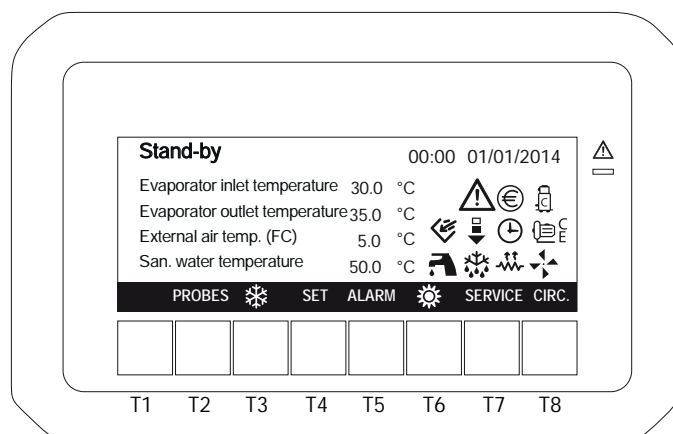 Stand-by 00:00 01/01/2014
Evaporator inlet temperature 30.0 °C
Evaporator outlet temperature 35.0 °C
External air temp. (FC) 5.0 °C
San. water temperature 50.0 °C
€ C
C
E
PROBES SET ALARM SERVICE CIRC.
T1 T2 T3 T4 T5 T6 T7 T8